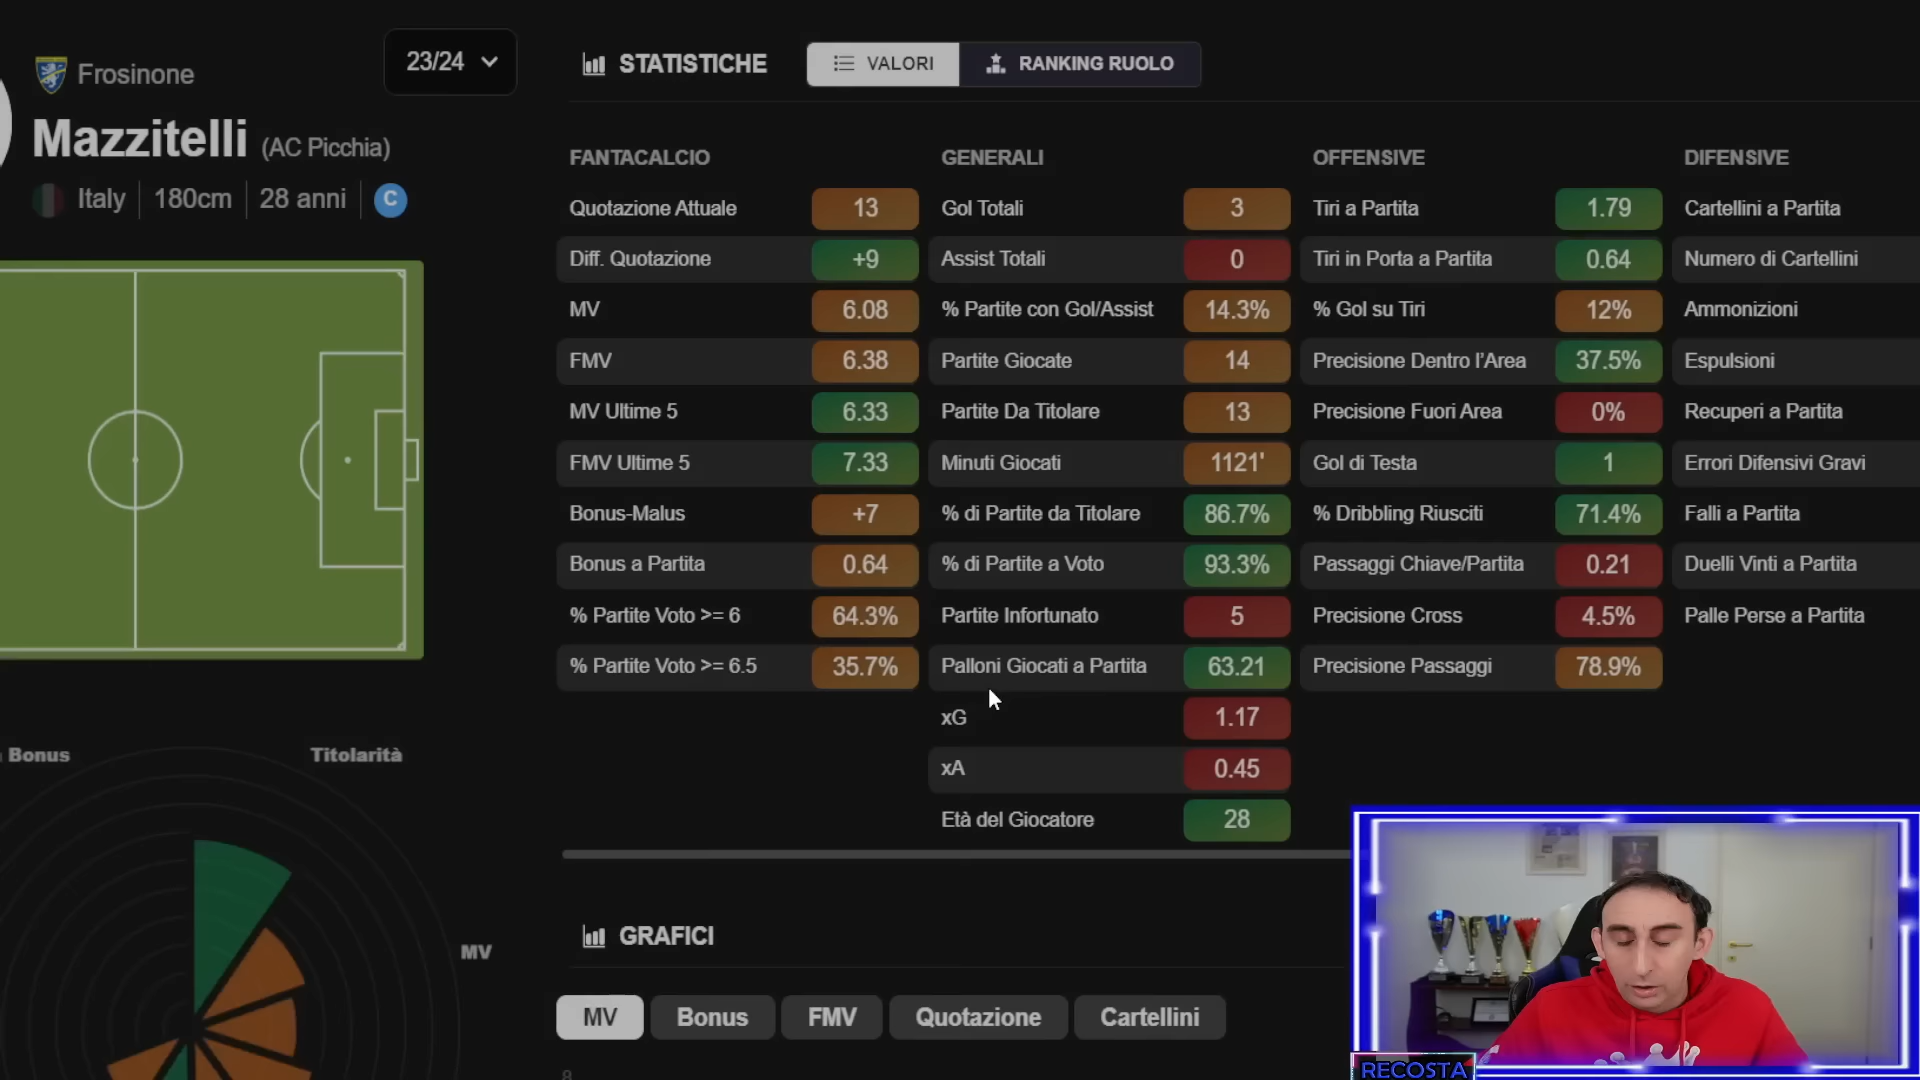 Frosinone
23/24
Mazzitelli (AC Picchia)
Italy 180cm 28 anni C
STATISTICHE
VALORI
RANKING RUOLO
FANTACALCIO
Quotazione Attuale 13
Diff. Quotazione +9
MV 6.08
FMV 6.38
MV Ultime 5 6.33
FMV Ultime 5 7.33
Bonus-Malus +7
Bonus a Partita 0.64
% Partite Voto >= 6 64.3%
% Partite Voto >= 6.5 35.7%
GENERALI
Gol Totali 3
Assist Totali 0
% Partite con Gol/Assist 14.3%
Partite Giocate 14
Partite Da Titolare 13
Minuti Giocati 1121'
% di Partite da Titolare 86.7%
% di Partite a Voto 93.3%
Partite Infortunato 5
Palloni Giocati a Partita 63.21
xG 1.17
xA 0.45
Età del Giocatore 28
OFFENSIVE
Tiri a Partita 1.79
Tiri in Porta a Partita 0.64
% Gol su Tiri 12%
Precisione Dentro l'Area 37.5%
Precisione Fuori Area 0%
Gol di Testa 1
% Dribbling Riusciti 71.4%
Passaggi Chiave/Partita 0.21
Precisione Cross 4.5%
Precisione Passaggi 78.9%
DIFENSIVE
Cartellini a Partita
Numero di Cartellini
Ammonizioni
Espulsioni
Recuperi a Partita
Errori Difensivi Gravi
Falli a Partita
Duelli Vinti a Partita
Palle Perse a Partita
Bonus
Titolarità
MV
GRAFICI
MV
Bonus
FMV
Quotazione
Cartellini
8
RECOSTA